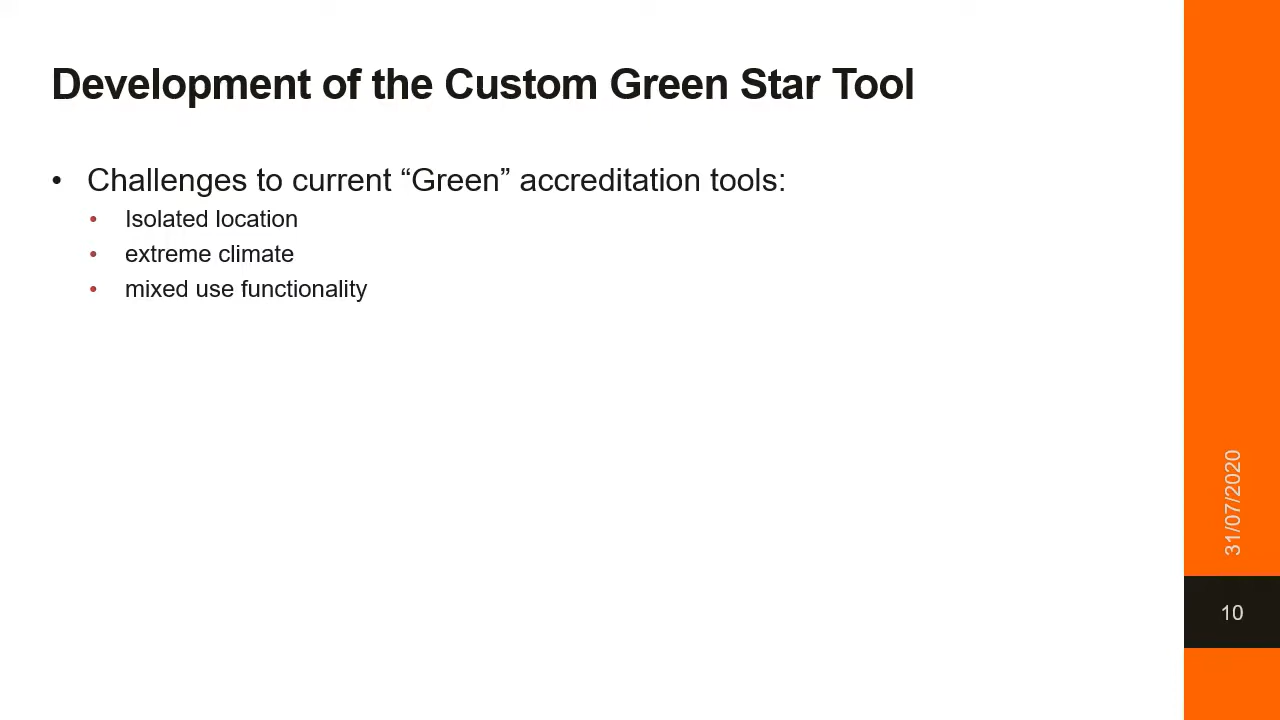 Development of the Custom Green Star Tool
• Challenges to current “Green” accreditation tools:
• Isolated location
• extreme climate
• mixed use functionality
31/07/2020
10